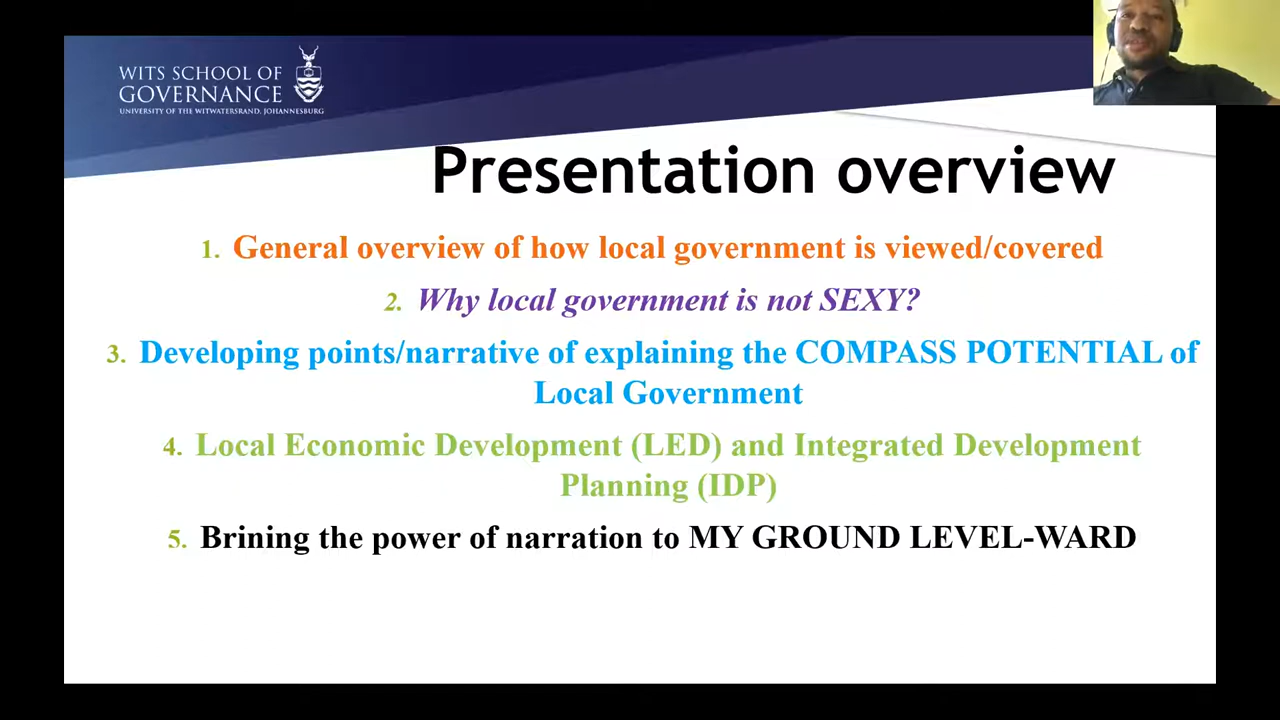 WITS SCHOOL OF
GOVERNANCE
UNIVERSITY OF THE WITWATERSRAND, JOHANNESBURG
Presentation overview
1. General overview of how local government is viewed/covered
2. Why local government is not SEXY?
3. Developing points/narrative of explaining the COMPASS POTENTIAL of
Local Government
4. Local Economic Development (LED) and Integrated Development
Planning (IDP)
5. Brining the power of narration to MY GROUND LEVEL-WARD